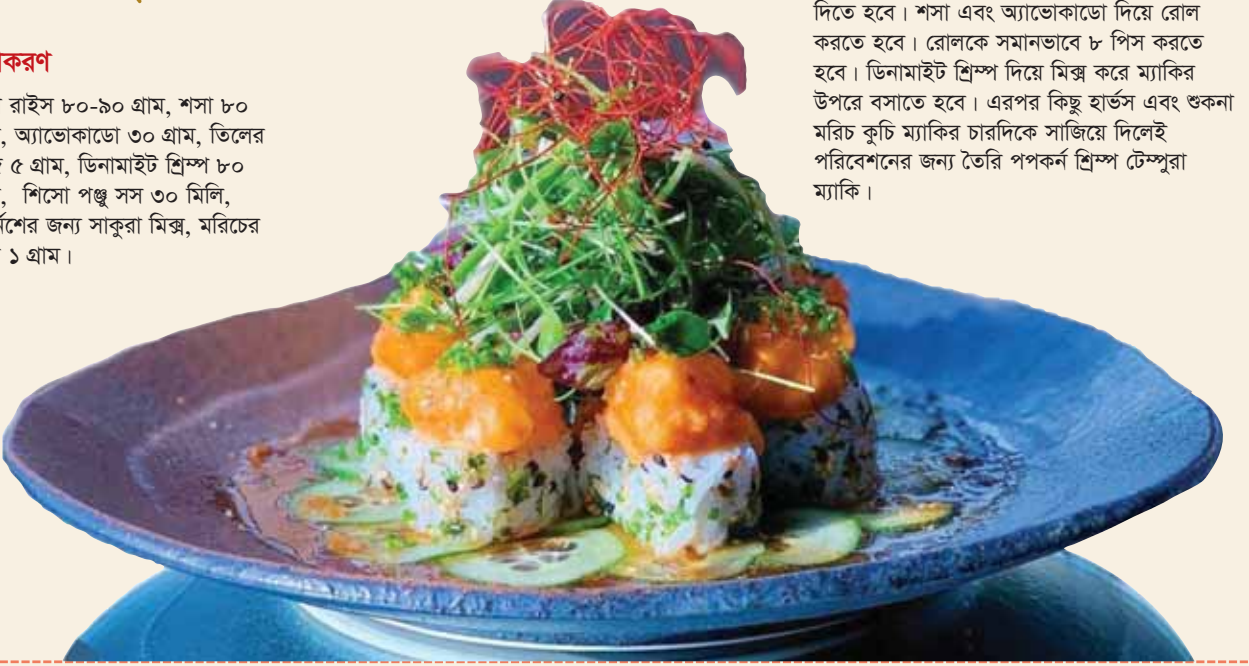 করণ
রাইস ৮০-৯০ গ্রাম, শসা ৮০
, অ্যাভোকাডো ৩০ গ্রাম, তিলের
৫ গ্রাম, ডিনামাইট শ্রিম্প ৮০
, শিসো পঞ্জু সস ৩০ মিলি,
জন্য সাকুরা মিক্স, মরিচের
১ গ্রাম।
দিতে হবে। শসা এবং অ্যাভোকাডো দিয়ে রোল
করতে হবে। রোলকে সমানভাবে ৮ পিস করতে
হবে। ডিনামাইট শ্রিম্প দিয়ে মিক্স করে ম্যাকির
উপরে বসাতে হবে। এরপর কিছু হার্ভস এবং শুকনা
মরিচ কুচি ম্যাকির চারদিকে সাজিয়ে দিলেই
পরিবেশনের জন্য তৈরি পপকর্ন শ্রিম্প টেম্পুরা
ম্যাকি।